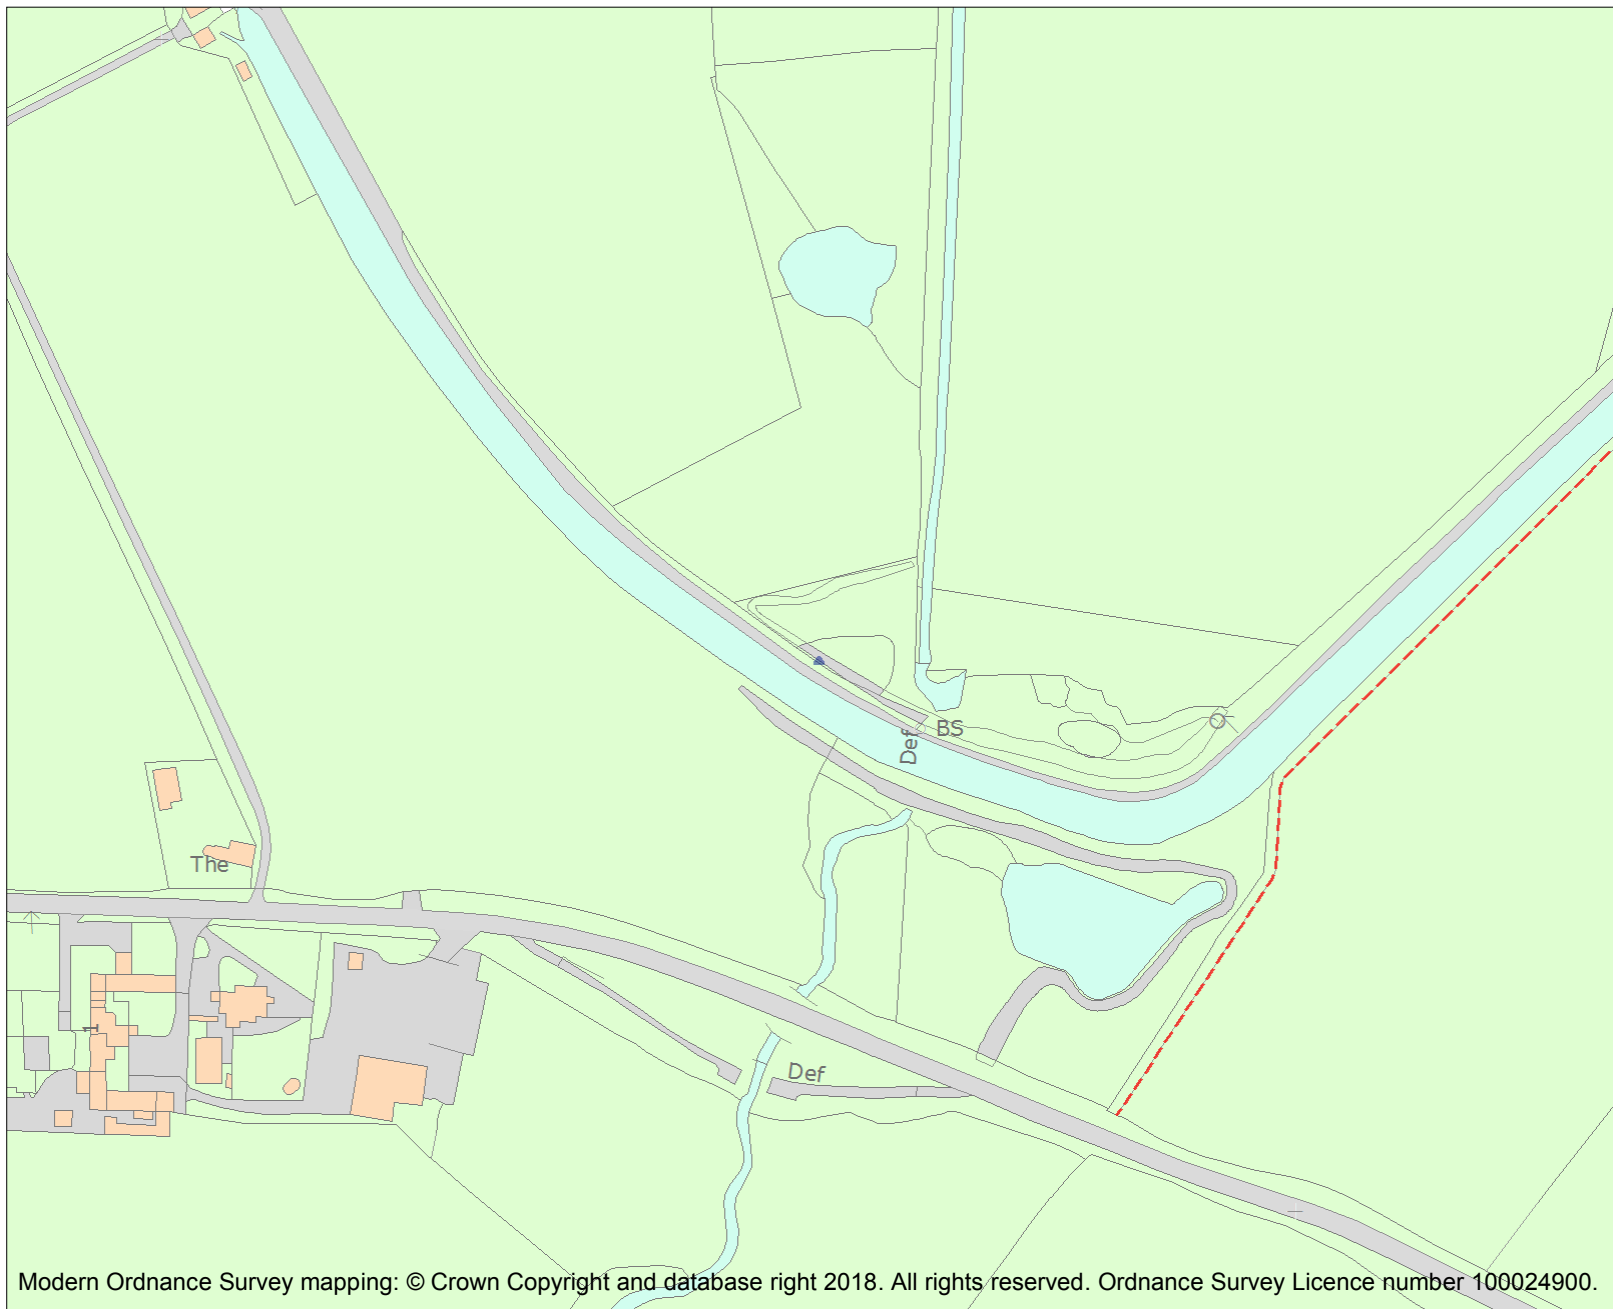 BS
Def
The
1
Def
Modern Ordnance Survey mapping: © Crown Copyright and database right 2018. All rights reserved. Ordnance Survey Licence number 100024900.